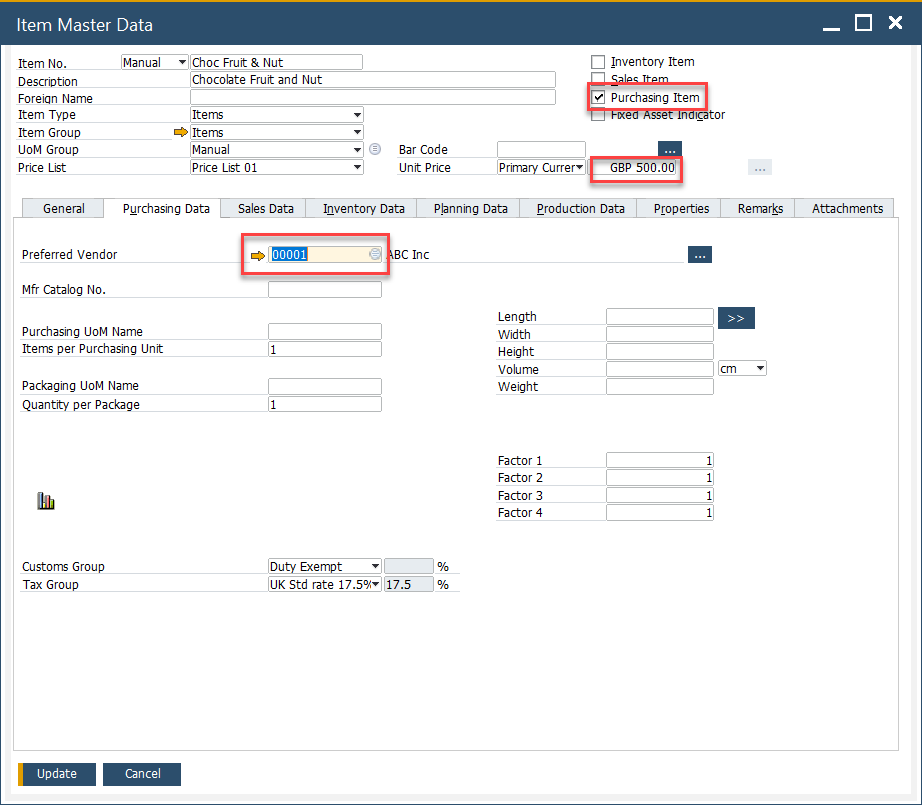 Item Master Data
Item No. Manual Choc Fruit & Nut Inventory Item
Description Chocolate Fruit and Nut Sales Item
Foreign Name Purchasing Item
Item Type Items Fixed Asset Indicator
Item Group Items
UoM Group Manual Bar Code ...
Price List Price List 01 Unit Price Primary Currer GBP 500.00 ...
General Purchasing Data Sales Data Inventory Data Planning Data Production Data Properties Remarks Attachments
Preferred Vendor 00001 ABC Inc ...
Mfr Catalog No.
Length >>
Purchasing UoM Name Width
Items per Purchasing Unit 1 Height
Volume cm
Packaging UoM Name Weight
Quantity per Package 1
Factor 1 1
Factor 2 1
Factor 3 1
Factor 4 1
Customs Group Duty Exempt %
Tax Group UK Std rate 17.5% 17.5 %
Update Cancel